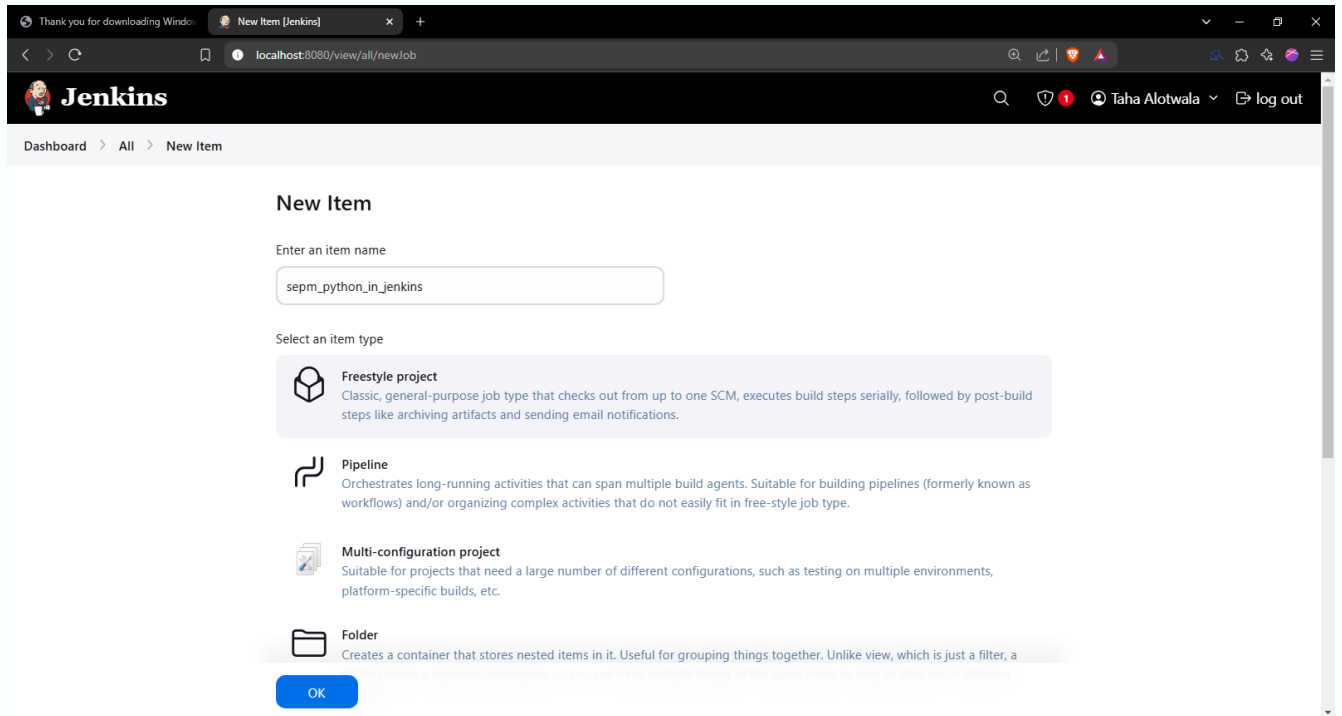 Thank you for downloading Windov
New Item [Jenkins]
localhost:8080/view/all/newJob
Jenkins
1
Taha Alotwala
log out
Dashboard > All > New Item
New Item
Enter an item name
sepm_python_in_jenkins
Select an item type
Freestyle project
Classic, general-purpose job type that checks out from up to one SCM, executes build steps serially, followed by post-build
steps like archiving artifacts and sending email notifications.
Pipeline
Orchestrates long-running activities that can span multiple build agents. Suitable for building pipelines (formerly known as
workflows) and/or organizing complex activities that do not easily fit in free-style job type.
Multi-configuration project
Suitable for projects that need a large number of different configurations, such as testing on multiple environments,
platform-specific builds, etc.
Folder
Creates a container that stores nested items in it. Useful for grouping things together. Unlike view, which is just a filter, a
OK